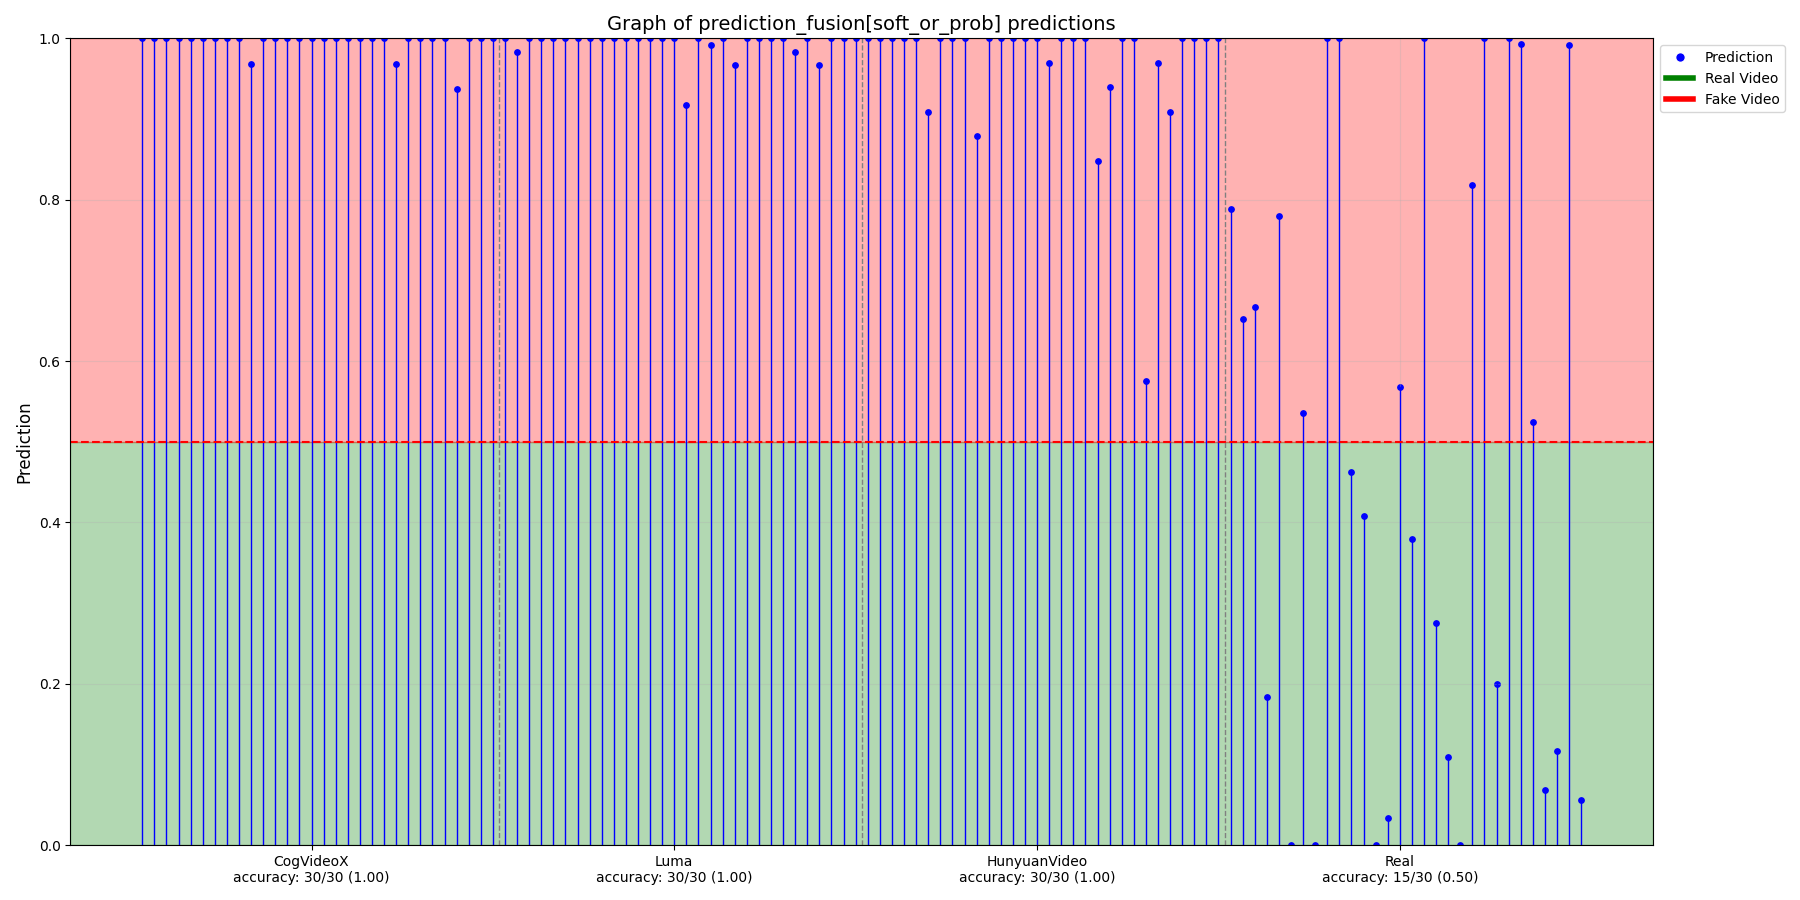 Graph of prediction_fusion[soft_or_prob] predictions
Prediction
Real Video
Fake Video
Prediction
1.0
0.8
0.6
0.4
0.2
0.0
CogVideoX
accuracy: 30/30 (1.00)
Luma
accuracy: 30/30 (1.00)
HunyuanVideo
accuracy: 30/30 (1.00)
Real
accuracy: 15/30 (0.50)